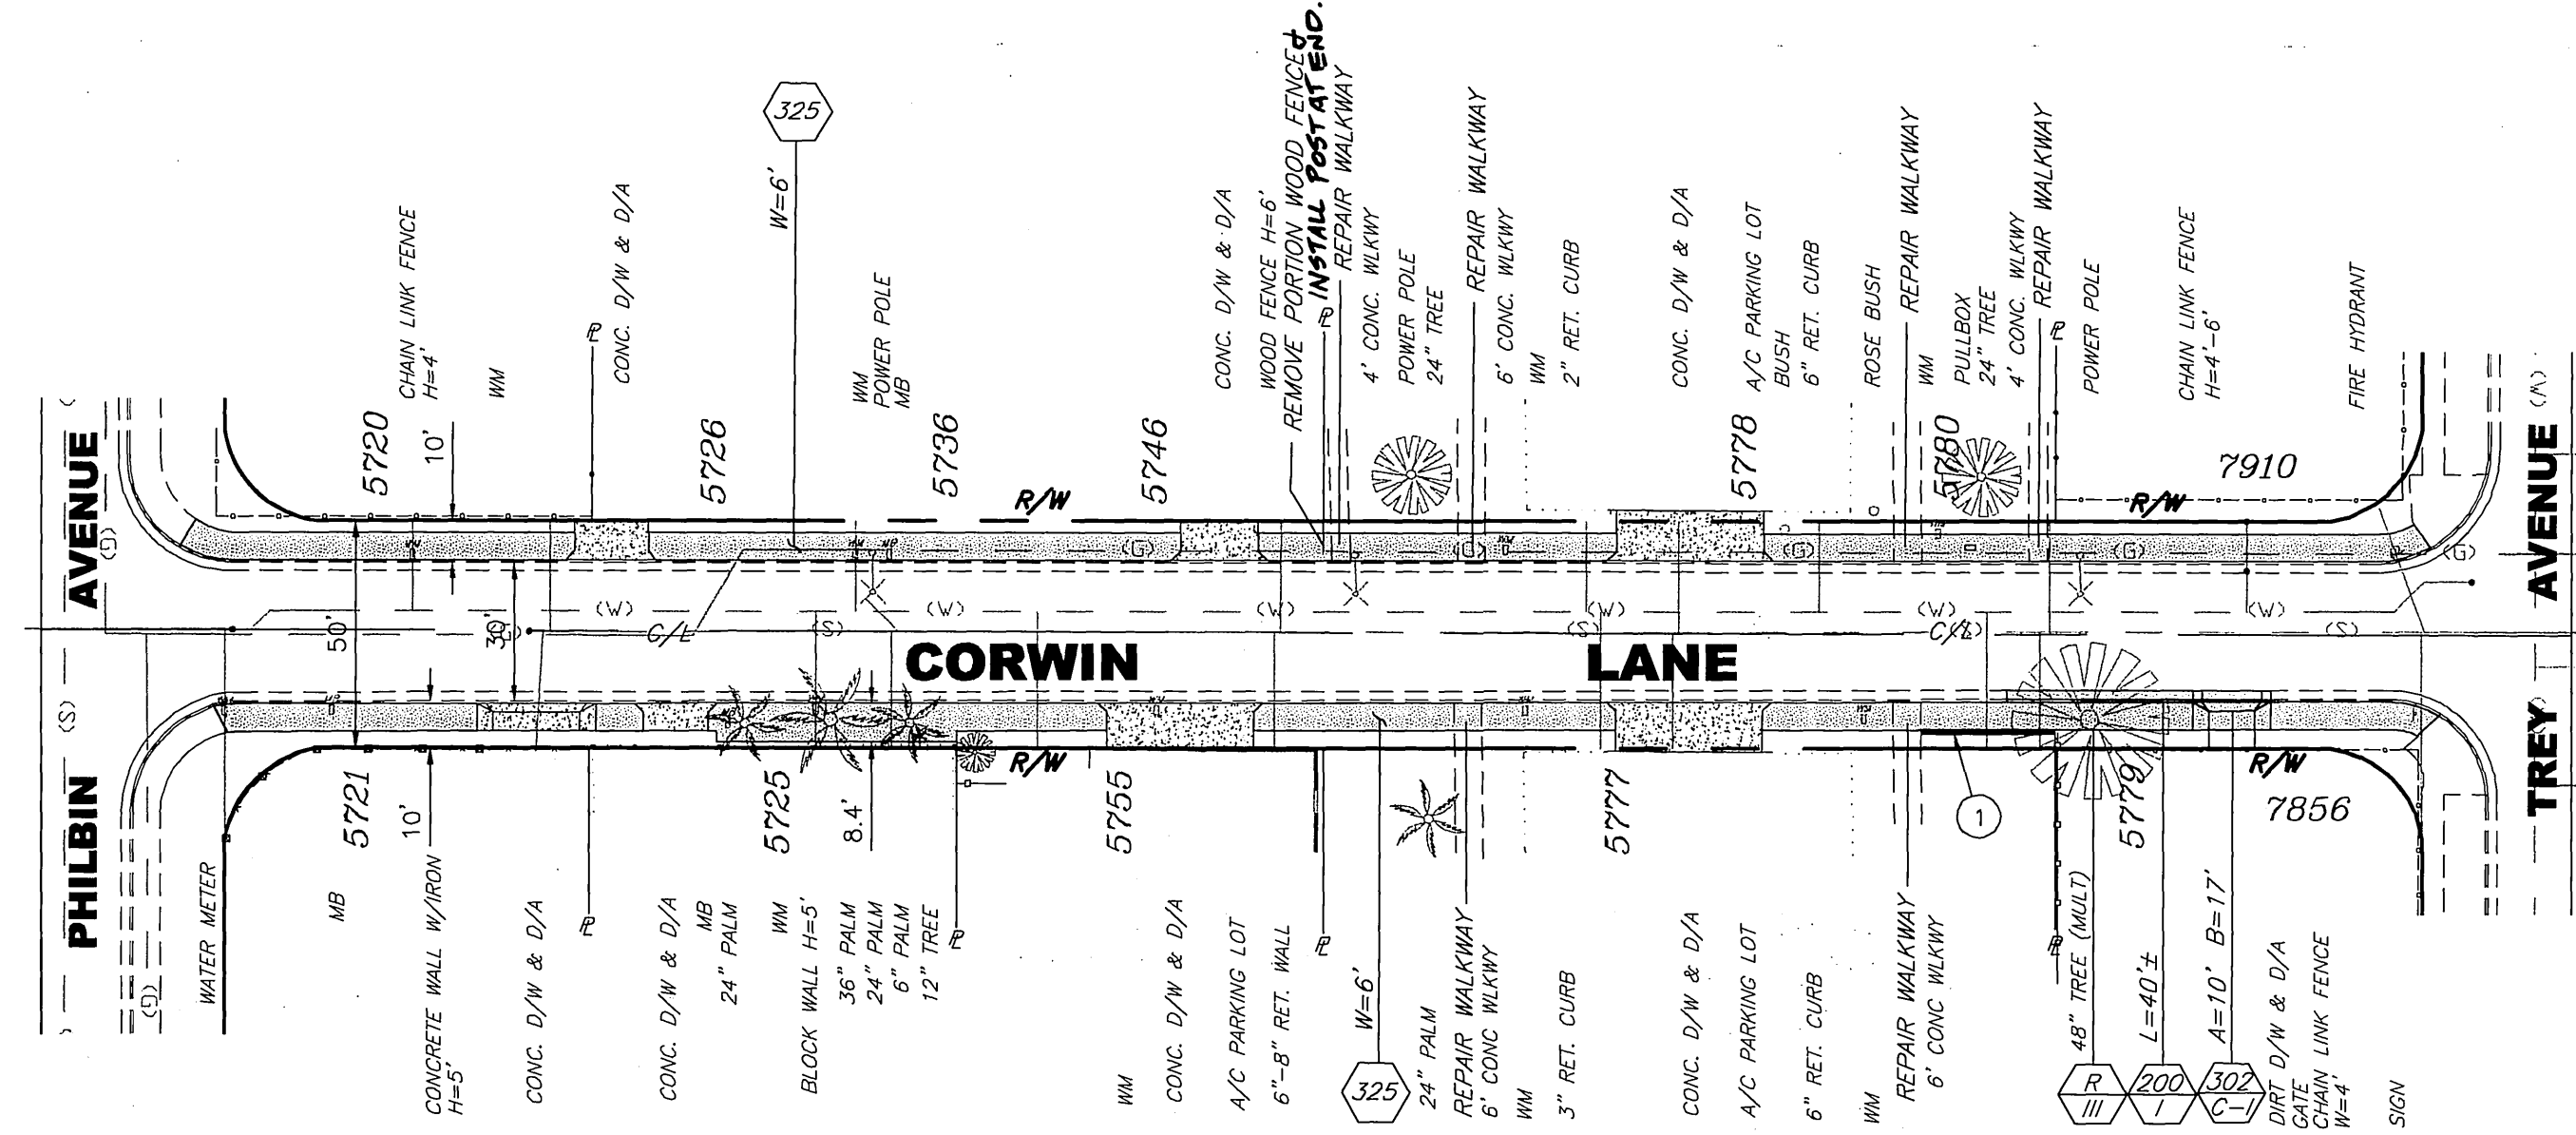 PHILBIN AVENUE
CORWIN LANE
TREY AVENUE
325
W=6'
CHAIN LINK FENCE
H=4'
WM
CONC. D/W & D/A
WM
POWER POLE
MB
CONC. D/W & D/A
WOOD FENCE H=6'
REMOVE PORTION WOOD FENCE &
INSTALL POST AT END.
REPAIR WALKWAY
4' CONC. WLKWY
POWER POLE
24" TREE
REPAIR WALKWAY
6' CONC. WLKWY
WM
2" RET. CURB
CONC. D/W & D/A
A/C PARKING LOT
BUSH
6" RET. CURB
ROSE BUSH
REPAIR WALKWAY
WM
PULLBOX
24" TREE
4' CONC. WLKWY
REPAIR WALKWAY
POWER POLE
CHAIN LINK FENCE
H=4'-6'
FIRE HYDRANT
5720
10'
5726
5736
5746
5778
5780
7910
R/W
R/W
(G)
(G)
(G)
(G)
(G)
(W)
(W)
(W)
(W)
(W)
(W)
50'
30'
C/L
(S)
(S)
(S)
C/L
(S)
R/W
R/W
5721
10'
5725
8.4'
5755
5777
1
5779
7856
WATER METER
MB
CONCRETE WALL W/IRON
H=5'
CONC. D/W & D/A
CONC. D/W & D/A
MB
24" PALM
WM
BLOCK WALL H=5'
36" PALM
24" PALM
6" PALM
12" TREE
WM
CONC. D/W & D/A
A/C PARKING LOT
6"-8" RET. WALL
W=6'
325
24" PALM
REPAIR WALKWAY
6' CONC WLKWY
WM
3" RET. CURB
CONC. D/W & D/A
A/C PARKING LOT
6" RET. CURB
WM
REPAIR WALKWAY
6' CONC WLKWY
48" TREE (MULT)
R
III
L=40'±
200
I
A=10' B=17'
302
C-1
DIRT D/W & D/A
GATE
CHAIN LINK FENCE
W=4'
SIGN